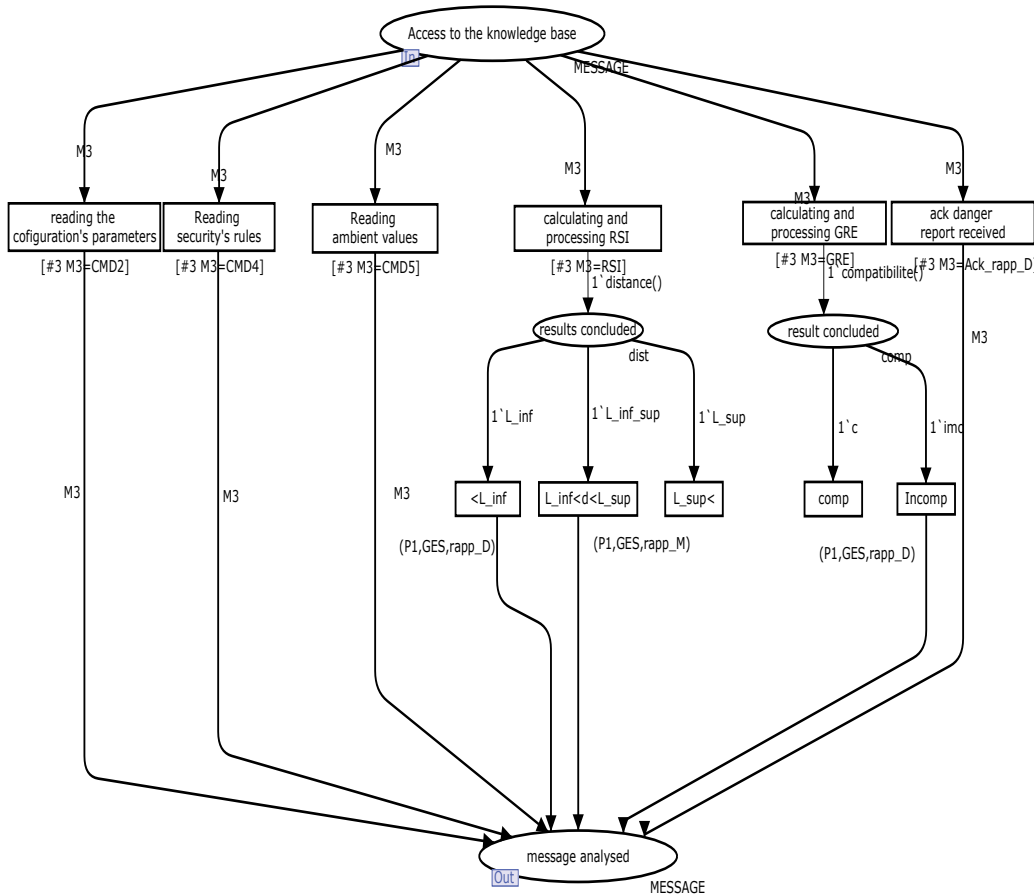 Access to the knowledge base
In
MESSAGE
M3
M3
M3
M3
M3
M3
reading the
cofiguration's parameters
[#3 M3=CMD2]
Reading
security's rules
[#3 M3=CMD4]
Reading
ambient values
[#3 M3=CMD5]
calculating and
processing RSI
[#3 M3=RSI]
1`distance()
calculating and
processing GRE
[#3 M3=GRE]
1`compatibilite()
ack danger
report received
[#3 M3=Ack_rapp_D]
results concluded
dist
result concluded
comp
M3
1`L_inf
1`L_inf_sup
1`L_sup
1`c
1`imc
M3
M3
M3
<L_inf
L_inf<d<L_sup
L_sup<
comp
Incomp
(P1,GES,rapp_D)
(P1,GES,rapp_M)
(P1,GES,rapp_D)
message analysed
Out
MESSAGE